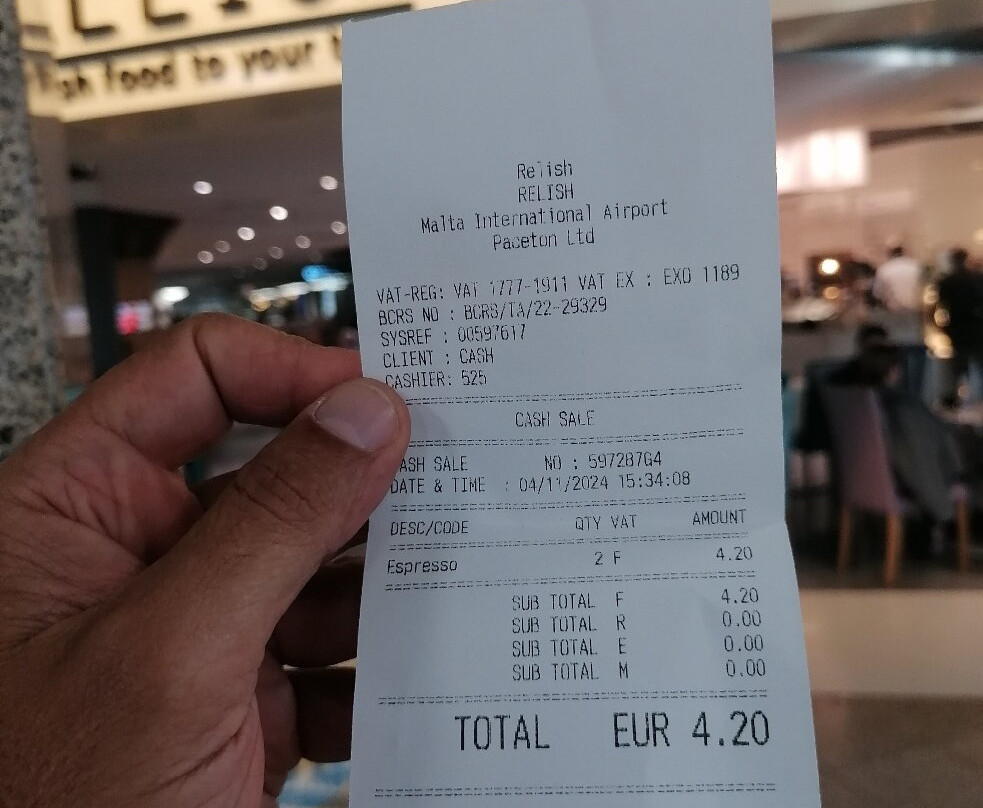 food to your
Relish
RELISH
Malta International Airport
Paceton Ltd
VAT-REG: VAT 1777-1911 VAT EX : EXO 1189
BCRS NO : BCRS/TA/22-29329
SYSREF : 00597617
CLIENT : CASH
CASHIER: 525
CASH SALE
ASH SALE NO : 59728764
DATE & TIME : 04/11/2024 15:34:08
DESC/CODE QTY VAT AMOUNT
Espresso 2 F 4.20
SUB TOTAL F 4.20
SUB TOTAL R 0.00
SUB TOTAL E 0.00
SUB TOTAL M 0.00
TOTAL EUR 4.20